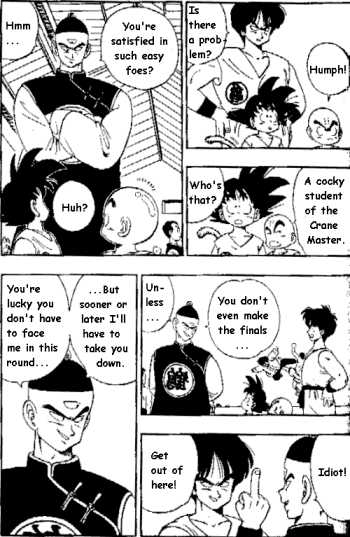 Hmm
...
You're
satisfied in
such easy
foes?
Huh?
Is
there
a prob
lem?
Humph!
Who's
that?
A cocky
student of
the Crane
Master.
You're
lucky you
don't have
to face
me in this
round...
...But
sooner or
later I'll
have to
take you
down.
Un-
less
...
You don't
even make
the finals
...
Get
out of
here!
Idiot!